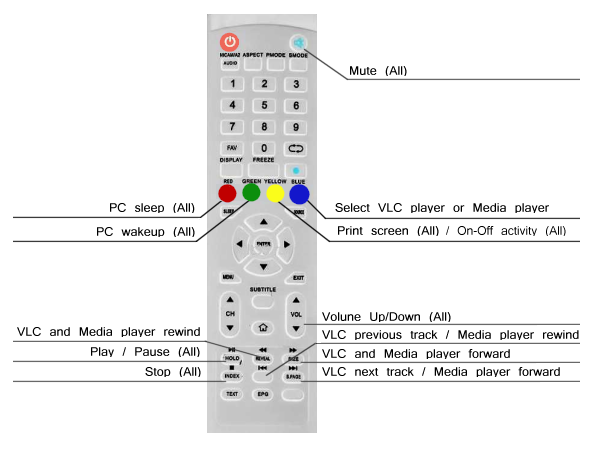 NICAM/A2 ASPECT PMODE SMODE
AUDIO
Mute (All)
1 2 3
4 5 6
7 8 9
FAV 0
DISPLAY FREEZE
RED GREEN YELLOW BLUE
PC sleep (All)
Select VLC player or Media player
SLEEP
PC wakeup (All)
Print screen (All) / On-Off activity (All)
ENTER
MENU EXIT
SUBTITLE
CH VOL
Volune Up/Down (All)
VLC and Media player rewind
VLC previous track / Media player rewind
Play / Pause (All)
HOLD REVEAL SIZE
VLC and Media player forward
Stop (All)
INDEX S.PAGE
VLC next track / Media player forward
TEXT EPG